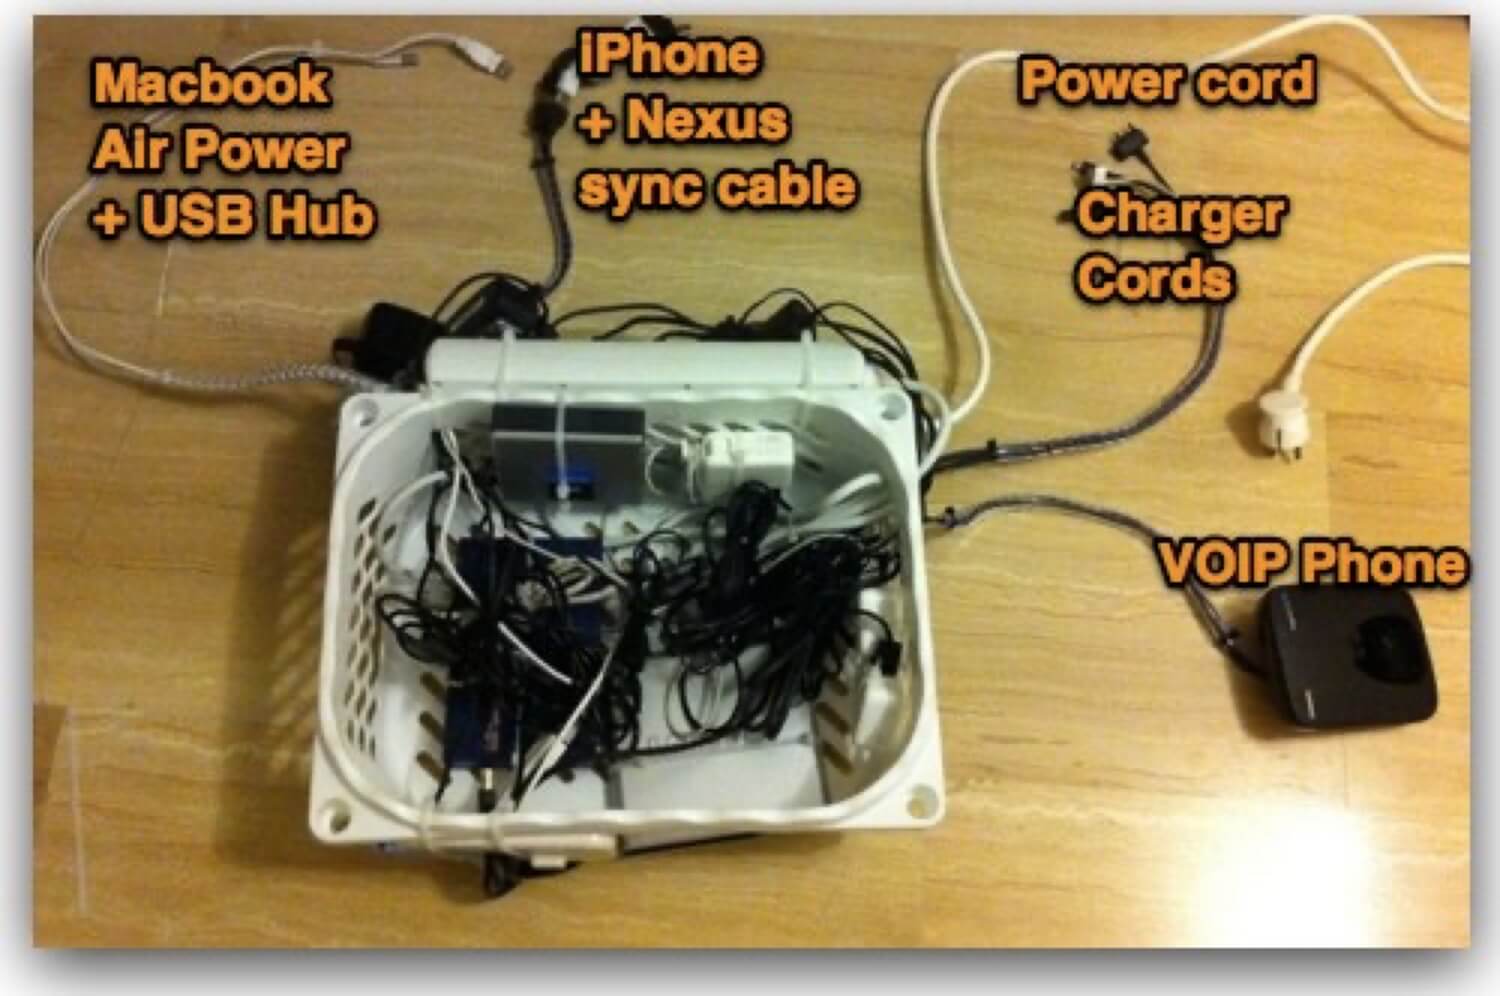 Macbook
Air Power
+ USB Hub
iPhone
+ Nexus
sync cable
Power cord
Charger
Cords
VOIP Phone